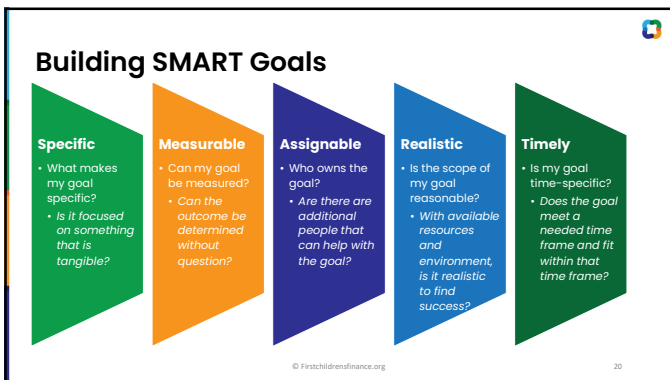 Building SMART Goals
Specific
• What makes
my goal
specific?
• Is it focused
on something
that is
tangible?
Measurable
• Can my goal
be measured?
• Can the
outcome be
determined
without
question?
Assignable
• Who owns the
goal?
• Are there are
additional
people that
can help with
the goal?
Realistic
• Is the scope of
my goal
reasonable?
• With available
resources
and
environment,
is it realistic
to find
success?
Timely
• Is my goal
time-specific?
• Does the goal
meet a
needed time
frame and fit
within that
time frame?
© Firstchildrensfinance.org
20